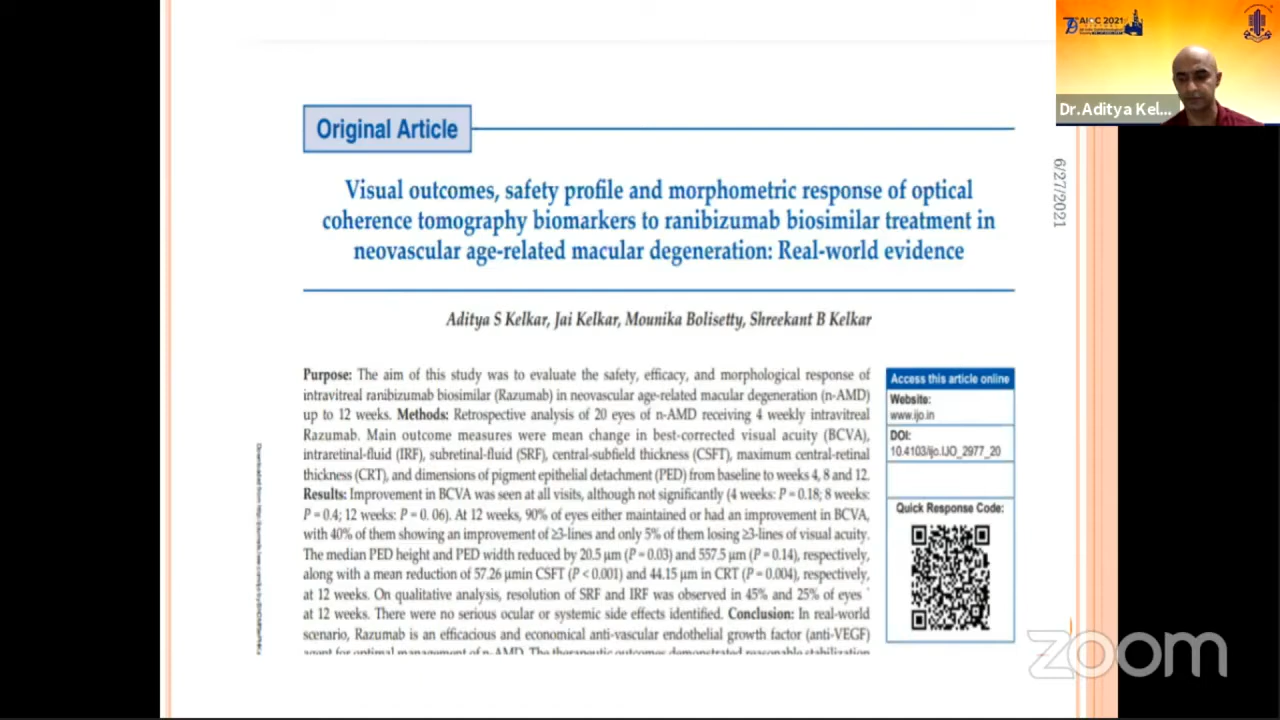 AIOC 2021
Dr.Aditya Kel...
6/27/2021
Original Article
Visual outcomes, safety profile and morphometric response of optical
coherence tomography biomarkers to ranibizumab biosimilar treatment in
neovascular age-related macular degeneration: Real-world evidence
Aditya S Kelkar, Jai Kelkar, Mounika Bolisetty, Shreekant B Kelkar
Purpose: The aim of this study was to evaluate the safety, efficacy, and morphological response of
intravitreal ranibizumab biosimilar (Razumab) in neovascular age-related macular degeneration (n-AMD)
up to 12 weeks. Methods: Retrospective analysis of 20 eyes of n-AMD receiving 4 weekly intravitreal
Razumab. Main outcome measures were mean change in best-corrected visual acuity (BCVA),
intraretinal-fluid (IRF), subretinal-fluid (SRF), central-subfield thickness (CSFT), maximum central-retinal
thickness (CRT), and dimensions of pigment epithelial detachment (PED) from baseline to weeks 4, 8 and 12.
Results: Improvement in BCVA was seen at all visits, although not significantly (4 weeks: P = 0.18; 8 weeks:
P = 0.4; 12 weeks: P = 0. 06). At 12 weeks, 90% of eyes either maintained or had an improvement in BCVA,
with 40% of them showing an improvement of ≥3-lines and only 5% of them losing ≥3-lines of visual acuity.
The median PED height and PED width reduced by 20.5 μm (P = 0.03) and 557.5 μm (P = 0.14), respectively,
along with a mean reduction of 57.26 μmin CSFT (P < 0.001) and 44.15 μm in CRT (P = 0.004), respectively,
at 12 weeks. On qualitative analysis, resolution of SRF and IRF was observed in 45% and 25% of eyes
at 12 weeks. There were no serious ocular or systemic side effects identified. Conclusion: In real-world
scenario, Razumab is an efficacious and economical anti-vascular endothelial growth factor (anti-VEGF)
agent for optimal management of n-AMD. The therapeutic outcomes demonstrated reasonable stabilization
Access this article online
Website:
www.ijo.in
DOI:
10.4103/ijo.IJO_2977_20
Quick Response Code:
zoom